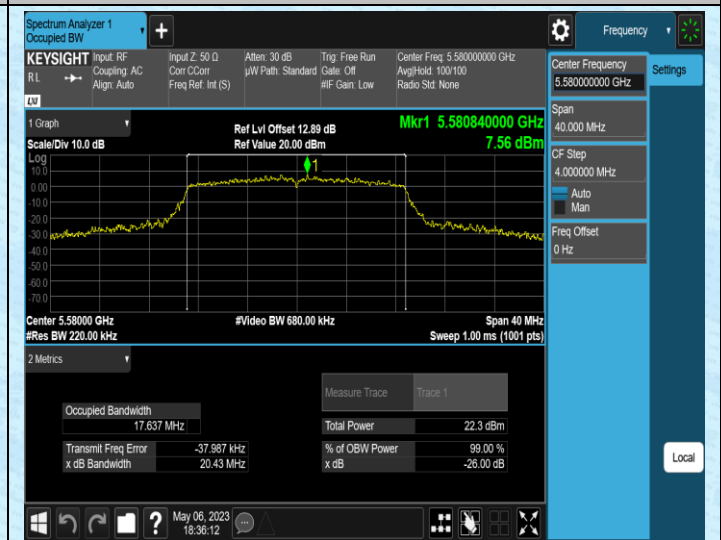 Spectrum Analyzer 1
Occupied BW
+
Frequency
KEYSIGHT
R L
LXI
Input: RF
Coupling: AC
Align: Auto
Input Z: 50 Ω
Corr CCorr
Freq Ref: Int (S)
Atten: 30 dB
µW Path: Standard
Trig: Free Run
Gate: Off
#IF Gain: Low
Center Freq: 5.580000000 GHz
Avg|Hold: 100/100
Radio Std: None
Center Frequency
5.580000000 GHz
Settings
Span
40.000 MHz
CF Step
4.000000 MHz
Auto
Man
Freq Offset
0 Hz
1 Graph
Scale/Div 10.0 dB
Ref Lvl Offset 12.89 dB
Ref Value 20.00 dBm
Mkr1 5.580840000 GHz
7.56 dBm
Log
10.0
0.00
-10.0
-20.0
-30.0
-40.0
-50.0
-60.0
-70.0
1
Center 5.58000 GHz
#Res BW 220.00 kHz
#Video BW 680.00 kHz
Span 40 MHz
Sweep 1.00 ms (1001 pts)
2 Metrics
Measure Trace Trace 1
Occupied Bandwidth
17.637 MHz
Total Power 22.3 dBm
Transmit Freq Error -37.987 kHz
% of OBW Power 99.00 %
x dB Bandwidth 20.43 MHz
x dB -26.00 dB
Local
?
May 06, 2023
18:36:12